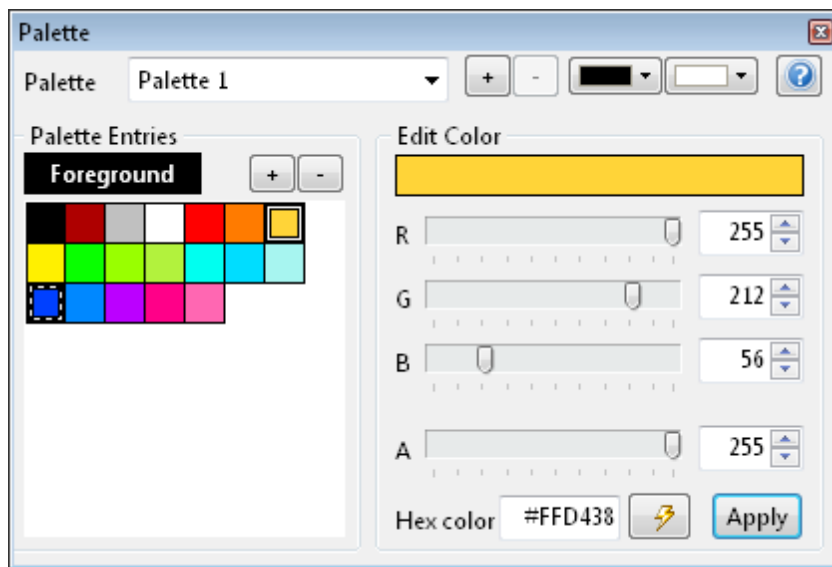 Palette
Palette Palette 1 + - ?
Palette Entries
Foreground + -
Edit Color
R 255
G 212
B 56
A 255
Hex color #FFD438 Apply